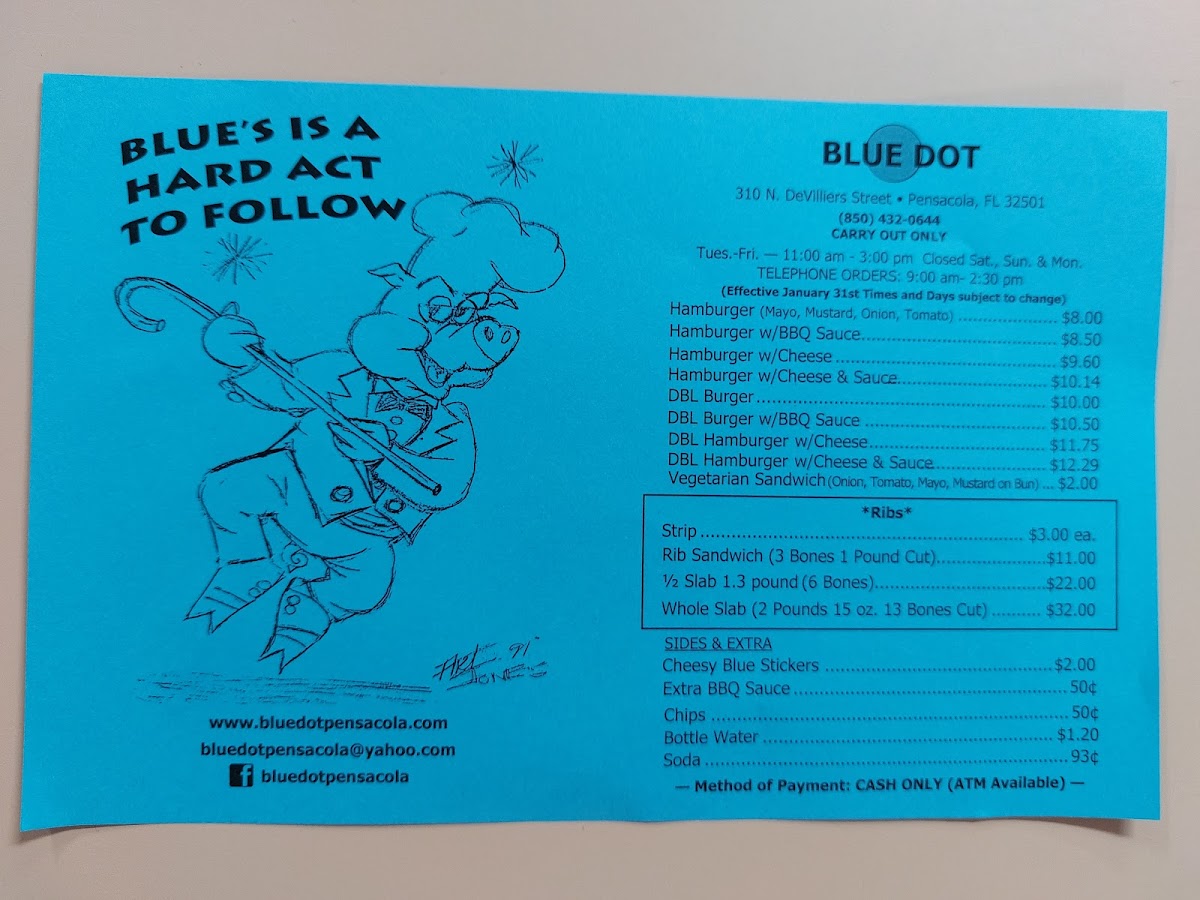 BLUE'S IS A
HARD ACT
TO FOLLOW
ART. 91'
JONES
www.bluedotpensacola.com
bluedotpensacola@yahoo.com
f bluedotpensacola
BLUE DOT
310 N. DeVilliers Street • Pensacola, FL 32501
(850) 432-0644
CARRY OUT ONLY
Tues.-Fri. — 11:00 am - 3:00 pm Closed Sat., Sun. & Mon.
TELEPHONE ORDERS: 9:00 am- 2:30 pm
(Effective January 31st Times and Days subject to change)
Hamburger (Mayo, Mustard, Onion, Tomato) ........ $8.00
Hamburger w/BBQ Sauce........ $8.50
Hamburger w/Cheese ........ $9.60
Hamburger w/Cheese & Sauce........ $10.14
DBL Burger ........ $10.00
DBL Burger w/BBQ Sauce ........ $10.50
DBL Hamburger w/Cheese........ $11.75
DBL Hamburger w/Cheese & Sauce........ $12.29
Vegetarian Sandwich (Onion, Tomato, Mayo, Mustard on Bun) ... $2.00
*Ribs*
Strip ........ $3.00 ea.
Rib Sandwich (3 Bones 1 Pound Cut)........$11.00
½ Slab 1.3 pound (6 Bones)........$22.00
Whole Slab (2 Pounds 15 oz. 13 Bones Cut) ........ $32.00
SIDES & EXTRA
Cheesy Blue Stickers ........$2.00
Extra BBQ Sauce ........50¢
Chips ........50¢
Bottle Water ........ $1.20
Soda ........93¢
— Method of Payment: CASH ONLY (ATM Available) —